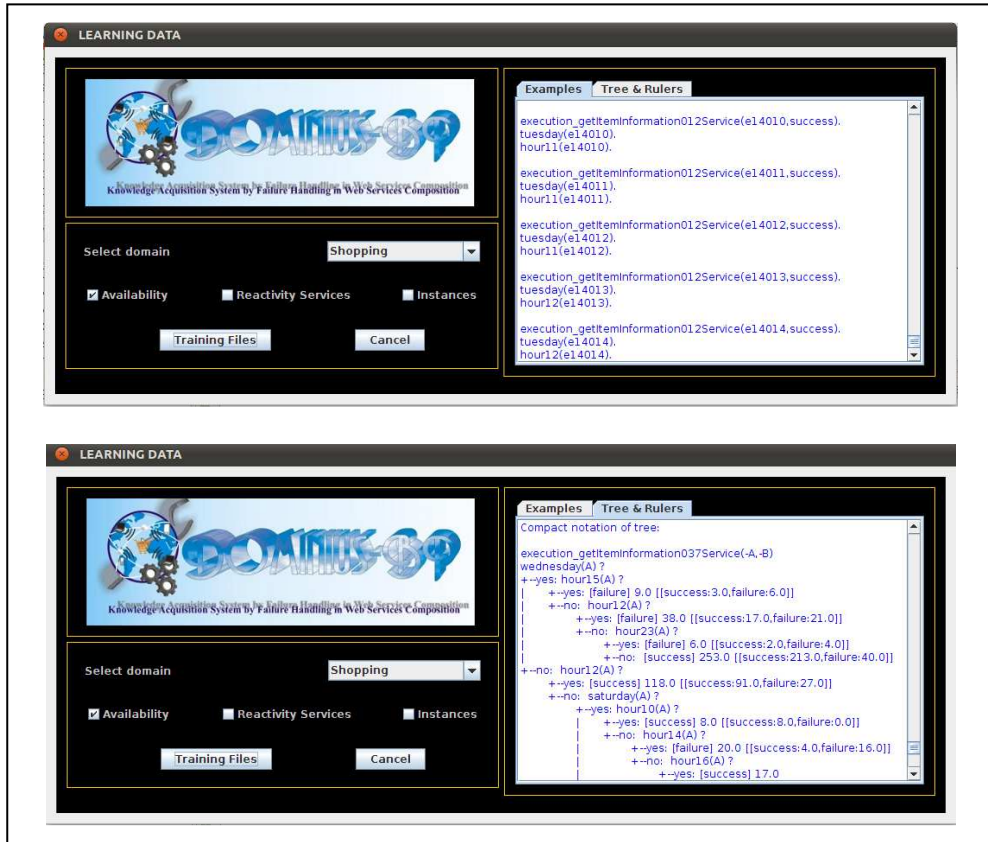 LEARNING DATA
DOMINUS-BP
Knowledge Acquisition System by Failure Handling in Web Services Composition
Select domain
Shopping
Availability
Reactivity Services
Instances
Training Files
Cancel
Examples
Tree & Rulers
execution_getItemInformation012Service(e14010,success).
tuesday(e14010).
hour11(e14010).
execution_getItemInformation012Service(e14011,success).
tuesday(e14011).
hour11(e14011).
execution_getItemInformation012Service(e14012,success).
tuesday(e14012).
hour11(e14012).
execution_getItemInformation012Service(e14013,success).
tuesday(e14013).
hour12(e14013).
execution_getItemInformation012Service(e14014,success).
tuesday(e14014).
hour12(e14014).
LEARNING DATA
DOMINUS-BP
Knowledge Acquisition System by Failure Handling in Web Services Composition
Select domain
Shopping
Availability
Reactivity Services
Instances
Training Files
Cancel
Examples
Tree & Rulers
Compact notation of tree:
execution_getItemInformation037Service(-A,-B)
wednesday(A) ?
+--yes: hour15(A) ?
| +--yes: [failure] 9.0 [[success:3.0,failure:6.0]]
| +--no: hour12(A) ?
| +--yes: [failure] 38.0 [[success:17.0,failure:21.0]]
| +--no: hour23(A) ?
| +--yes: [failure] 6.0 [[success:2.0,failure:4.0]]
| +--no: [success] 253.0 [[success:213.0,failure:40.0]]
+--no: hour12(A) ?
+--yes: [success] 118.0 [[success:91.0,failure:27.0]]
+--no: saturday(A) ?
+--yes: hour10(A) ?
| +--yes: [success] 8.0 [[success:8.0,failure:0.0]]
| +--no: hour14(A) ?
| +--yes: [failure] 20.0 [[success:4.0,failure:16.0]]
| +--no: hour16(A) ?
| +--yes: [success] 17.0